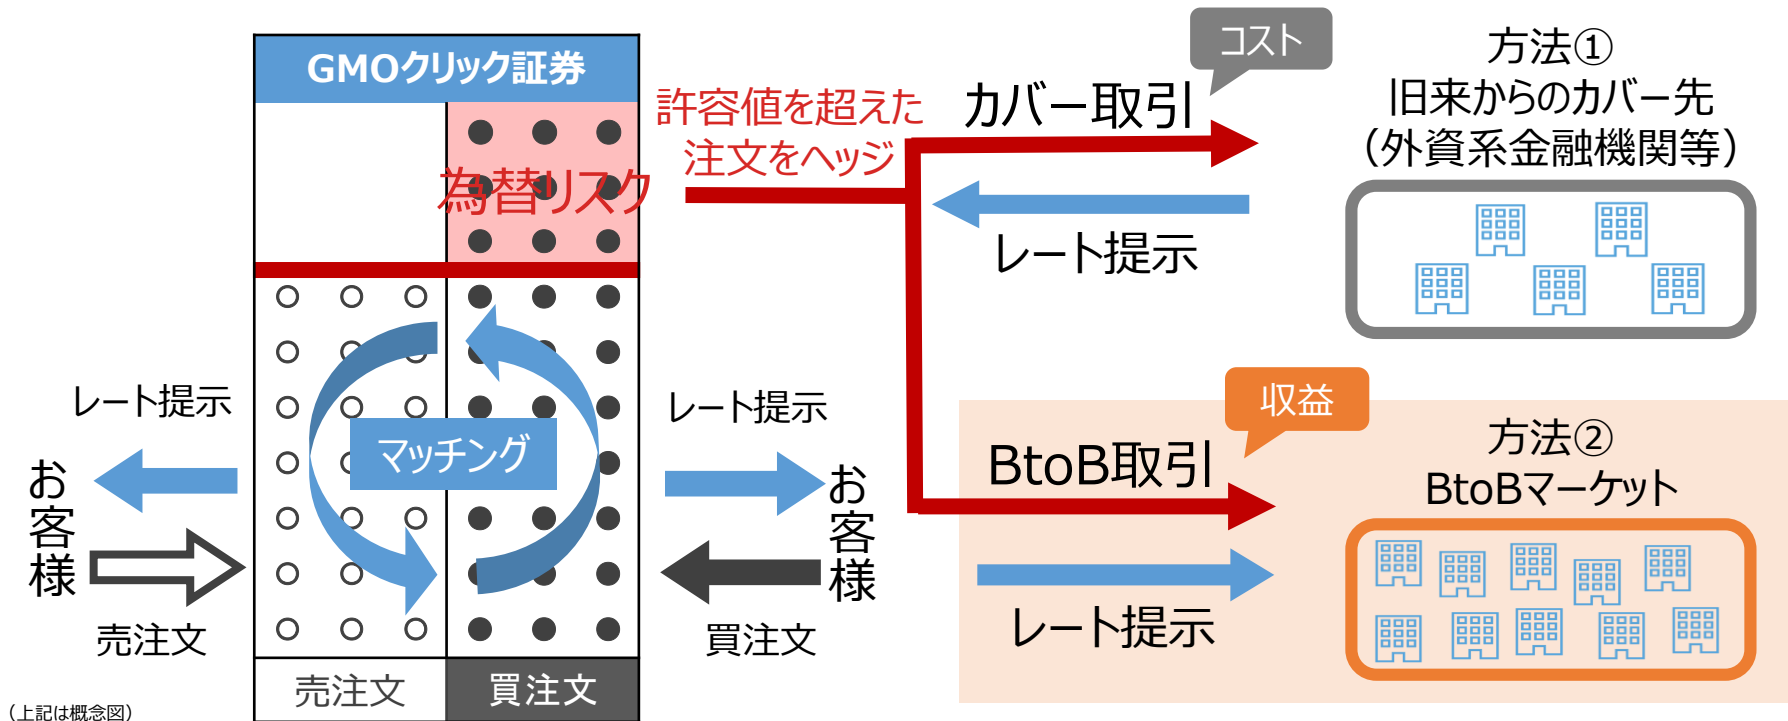 GMOクリック証券
為替リスク
マッチング
売注文
買注文
レート提示
お客様
売注文
レート提示
お客様
買注文
許容値を超えた
注文をヘッジ
コスト
カバー取引
レート提示
方法①
旧来からのカバー先
（外資系金融機関等）
収益
BtoB取引
レート提示
方法②
BtoBマーケット
（上記は概念図）